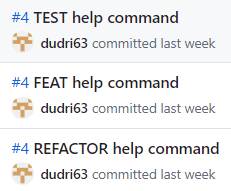 #4 TEST help command
dudri63 committed last week
#4 FEAT help command
dudri63 committed last week
#4 REFACTOR help command
dudri63 committed last week